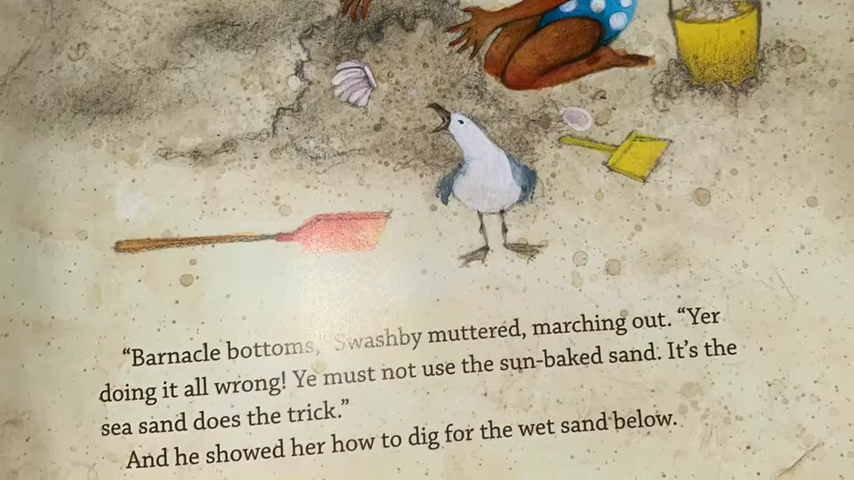 “Barnacle bottoms,” Swashby muttered, marching out. “Yer
doing it all wrong! Ye must not use the sun-baked sand. It’s the
sea sand does the trick.”
And he showed her how to dig for the wet sand below.